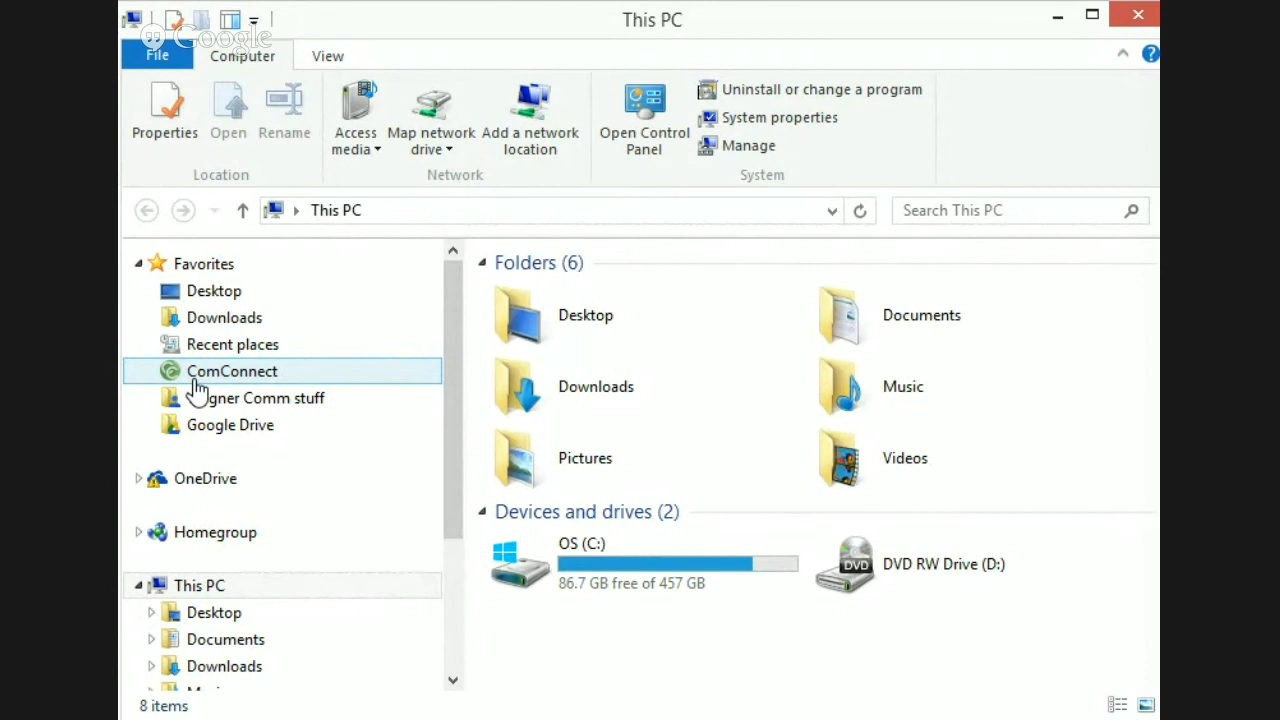 This PC
Google
File
Computer
View
Properties
Open
Rename
Access media
Map network drive
Add a network location
Open Control Panel
Uninstall or change a program
System properties
Manage
Location
Network
System
This PC
Search This PC
Favorites
Desktop
Downloads
Recent places
ComConnect
gner Comm stuff
Google Drive
OneDrive
Homegroup
This PC
Desktop
Documents
Downloads
Folders (6)
Desktop
Documents
Downloads
Music
Pictures
Videos
Devices and drives (2)
OS (C:)
86.7 GB free of 457 GB
DVD
DVD RW Drive (D:)
8 items